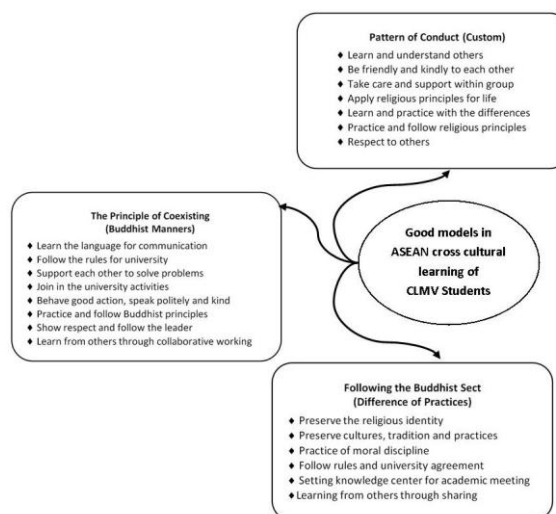 Pattern of Conduct (Custom)
♦ Learn and understand others
♦ Be friendly and kindly to each other
♦ Take care and support within group
♦ Apply religious principles for life
♦ Learn and practice with the differences
♦ Practice and follow religious principles
♦ Respect to others
The Principle of Coexisting
(Buddhist Manners)
♦ Learn the language for communication
♦ Follow the rules for university
♦ Support each other to solve problems
♦ Join in the university activities
♦ Behave good action, speak politely and kind
♦ Practice and follow Buddhist principles
♦ Show respect and follow the leader
♦ Learn from others through collaborative working
Good models in
ASEAN cross cultural
learning of
CLMV Students
Following the Buddhist Sect
(Difference of Practices)
♦ Preserve the religious identity
♦ Preserve cultures, tradition and practices
♦ Practice of moral discipline
♦ Follow rules and university agreement
♦ Setting knowledge center for academic meeting
♦Learning from others through sharing